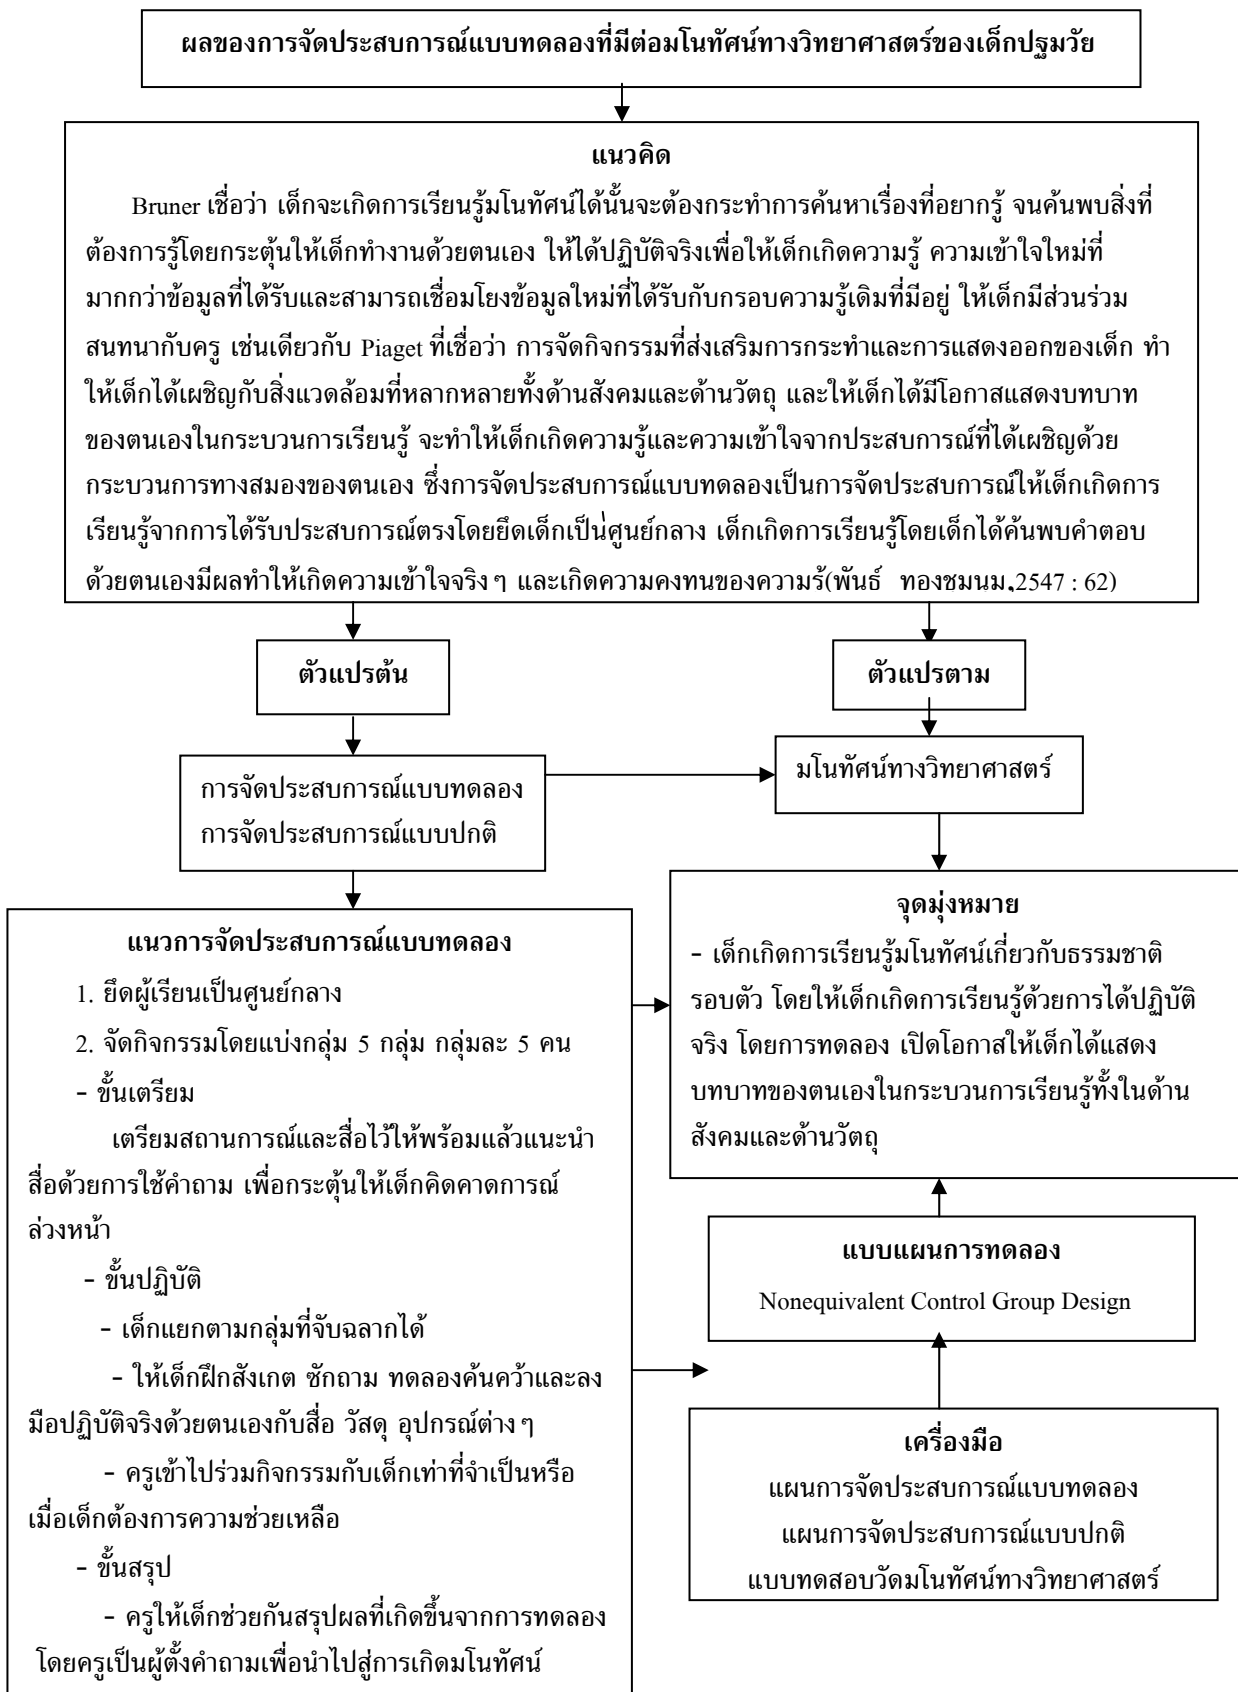 ผลของการจัดประสบการณ์แบบทดลองที่มีต่อมโนทัศน์ทางวิทยาศาสตร์ของเด็กปฐมวัย
แนวคิด
Bruner เชื่อว่า เด็กจะเกิดการเรียนรู้มโนทัศน์ได้นั้นจะต้องกระทำการค้นหาเรื่องที่อยากรู้ จนค้นพบสิ่งที่
ต้องการรู้โดยกระตุ้นให้เด็กทำงานด้วยตนเอง ให้ได้ปฏิบัติจริงเพื่อให้เด็กเกิดความรู้ ความเข้าใจใหม่ที่
มากกว่าข้อมูลที่ได้รับและสามารถเชื่อมโยงข้อมูลใหม่ที่ได้รับกับกรอบความรู้เดิมที่มีอยู่ ให้เด็กมีส่วนร่วม
สนทนากับครู เช่นเดียวกับ Piaget ที่เชื่อว่า การจัดกิจกรรมที่ส่งเสริมการกระทำและการแสดงออกของเด็ก ทำ
ให้เด็กได้เผชิญกับสิ่งแวดล้อมที่หลากหลายทั้งด้านสังคมและด้านวัตถุ และให้เด็กได้มีโอกาสแสดงบทบาท
ของตนเองในกระบวนการเรียนรู้ จะทำให้เด็กเกิดความรู้และความเข้าใจจากประสบการณ์ที่ได้เผชิญด้วย
กระบวนการทางสมองของตนเอง ซึ่งการจัดประสบการณ์แบบทดลองเป็นการจัดประสบการณ์ให้เด็กเกิดการ
เรียนรู้จากการได้รับประสบการณ์ตรงโดยยึดเด็กเป็นศูนย์กลาง เด็กเกิดการเรียนรู้โดยเด็กได้ค้นพบคำตอบ
ด้วยตนเองมีผลทำให้เกิดความเข้าใจจริง ๆ และเกิดความคงทนของความรู้(พันธ์ ทองชุมนุม,2547 : 62)
ตัวแปรต้น
ตัวแปรตาม
การจัดประสบการณ์แบบทดลอง
การจัดประสบการณ์แบบปกติ
มโนทัศน์ทางวิทยาศาสตร์
แนวการจัดประสบการณ์แบบทดลอง
1. ยึดผู้เรียนเป็นศูนย์กลาง
2. จัดกิจกรรมโดยแบ่งกลุ่ม 5 กลุ่ม กลุ่มละ 5 คน
- ขั้นเตรียม
เตรียมสถานการณ์และสื่อไว้ให้พร้อมแล้วแนะนำ
สื่อด้วยการใช้คำถาม เพื่อกระตุ้นให้เด็กคิดคาดการณ์
ล่วงหน้า
- ขั้นปฏิบัติ
- เด็กแยกตามกลุ่มที่จับฉลากได้
- ให้เด็กฝึกสังเกต ซักถาม ทดลองค้นคว้าและลง
มือปฏิบัติจริงด้วยตนเองกับสื่อ วัสดุ อุปกรณ์ต่าง ๆ
- ครูเข้าไปร่วมกิจกรรมกับเด็กเท่าที่จำเป็นหรือ
เมื่อเด็กต้องการความช่วยเหลือ
- ขั้นสรุป
- ครูให้เด็กช่วยกันสรุปผลที่เกิดขึ้นจากการทดลอง
โดยครูเป็นผู้ตั้งคำถามเพื่อนำไปสู่การเกิดมโนทัศน์
จุดมุ่งหมาย
- เด็กเกิดการเรียนรู้มโนทัศน์เกี่ยวกับธรรมชาติ
รอบตัว โดยให้เด็กเกิดการเรียนรู้ด้วยการได้ปฏิบัติ
จริง โดยการทดลอง เปิดโอกาสให้เด็กได้แสดง
บทบาทของตนเองในกระบวนการเรียนรู้ทั้งในด้าน
สังคมและด้านวัตถุ
แบบแผนการทดลอง
Nonequivalent Control Group Design
เครื่องมือ
แผนการจัดประสบการณ์แบบทดลอง
แผนการจัดประสบการณ์แบบปกติ
แบบทดสอบวัดมโนทัศน์ทางวิทยาศาสตร์